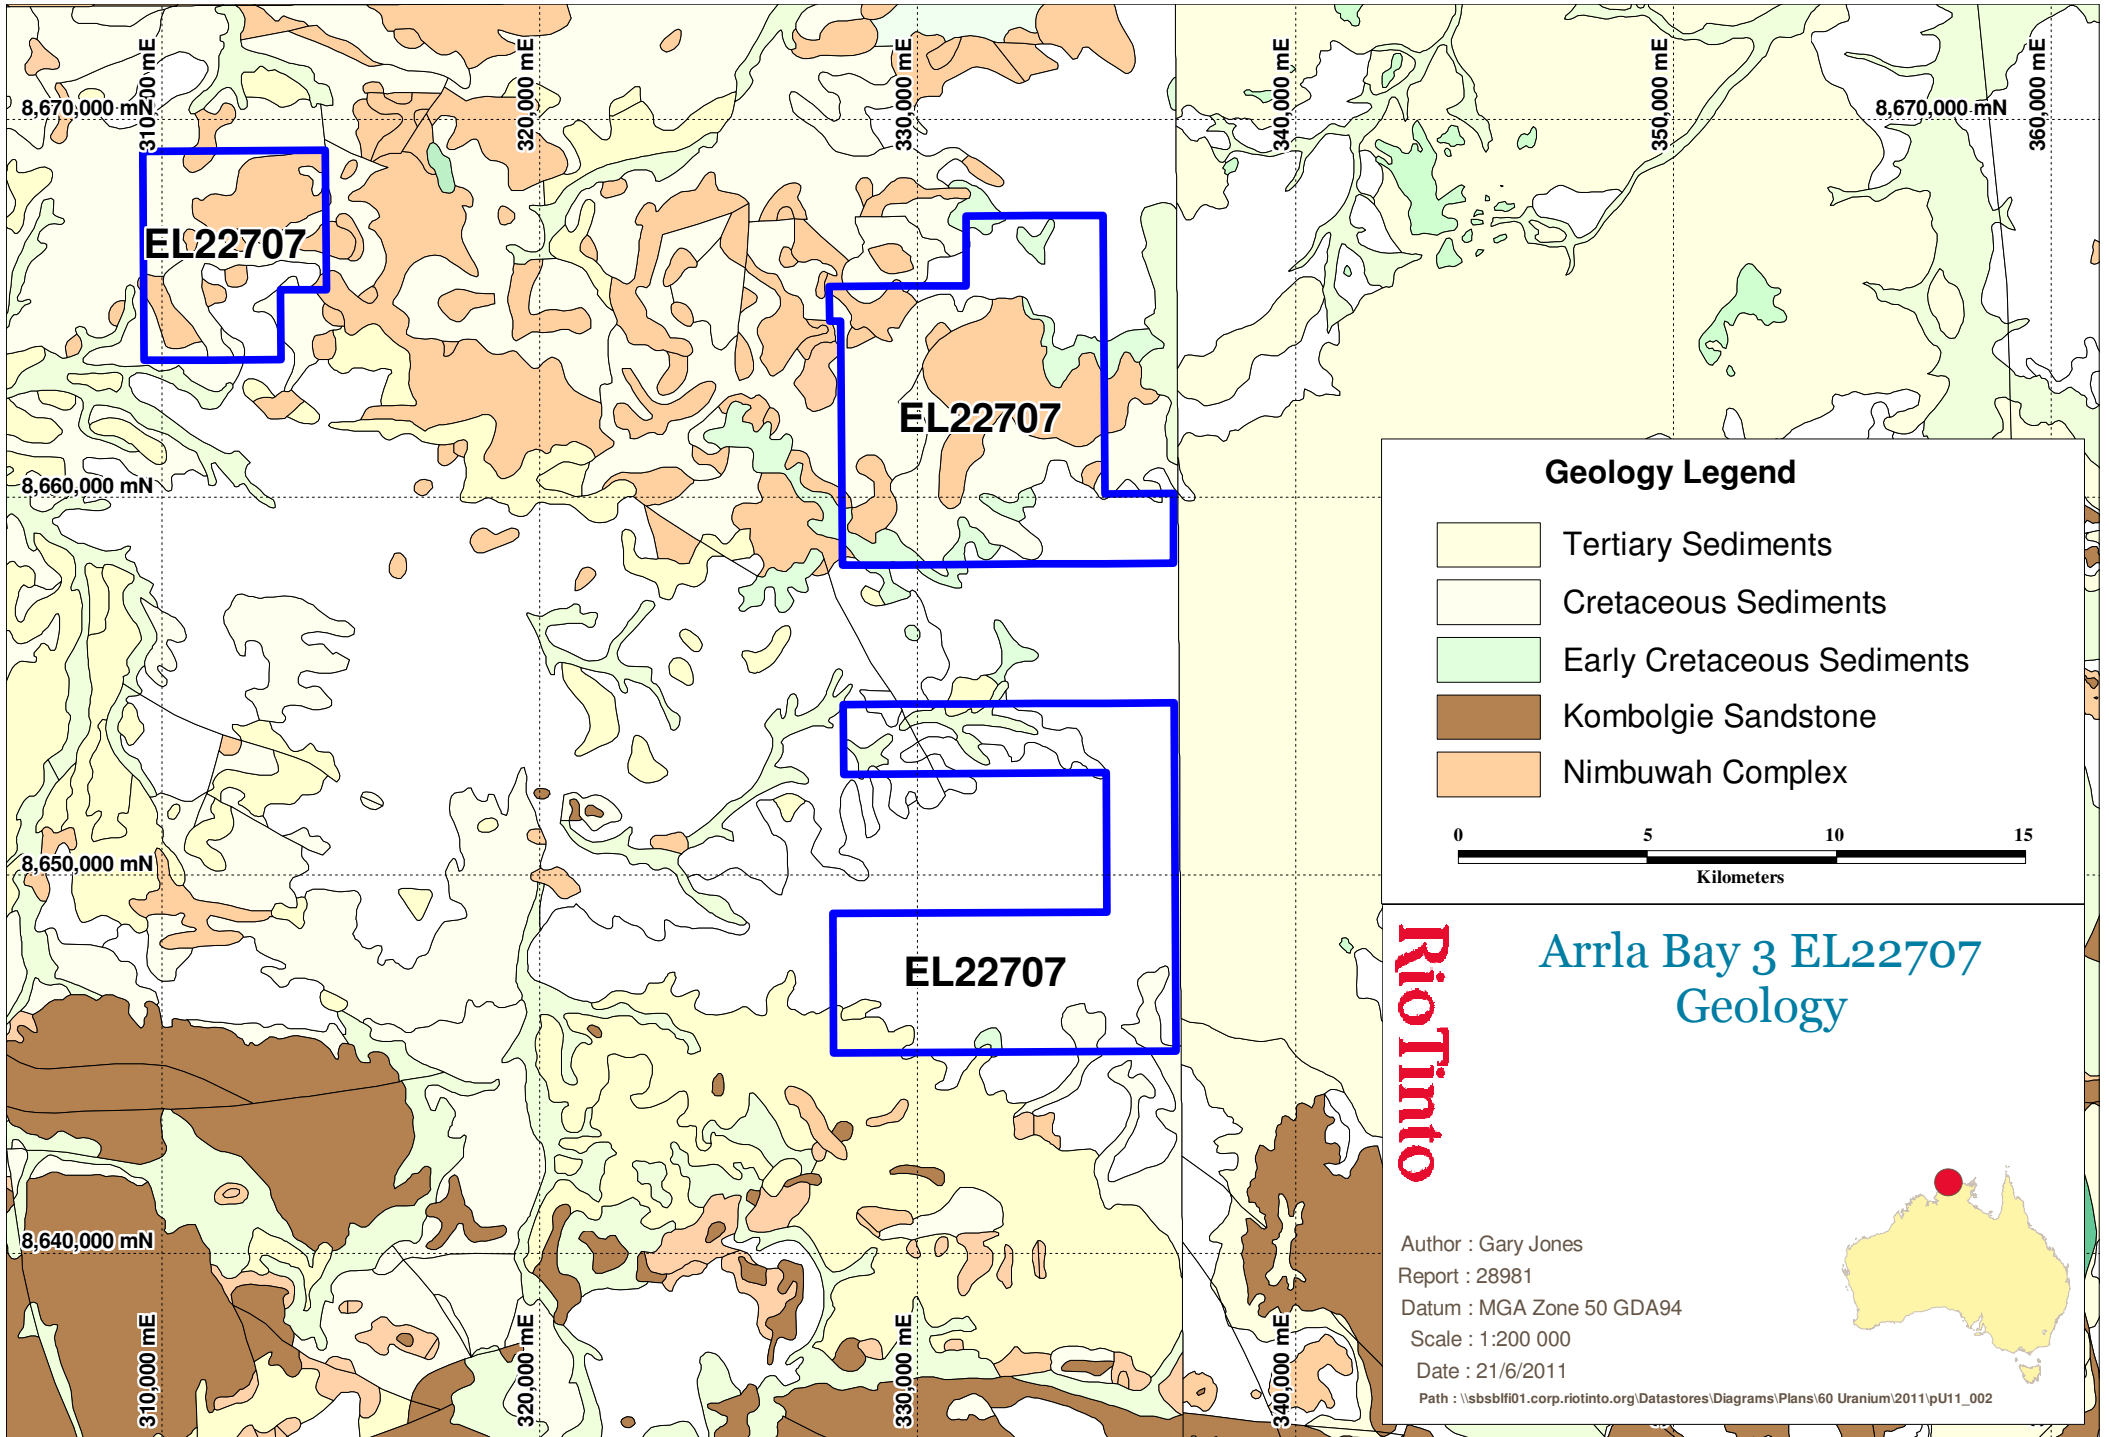 310,000 mE
320,000 mE
330,000 mE
340,000 mE
350,000 mE
360,000 mE
8,670,000 mN
8,670,000 mN
EL22707
EL22707
8,660,000 mN
Geology Legend
Tertiary Sediments
Cretaceous Sediments
Early Cretaceous Sediments
Kombolgie Sandstone
Nimbuwah Complex
0 5 10 15
Kilometers
8,650,000 mN
EL22707
RioTinto
Arrla Bay 3 EL22707
Geology
8,640,000 mN
Author : Gary Jones
Report : 28981
Datum : MGA Zone 50 GDA94
Scale : 1:200 000
Date : 21/6/2011
Path : \\sbsblfi01.corp.riotinto.org\Datastores\Diagrams\Plans\60 Uranium\2011\pU11_002
310,000 mE
320,000 mE
330,000 mE
340,000 mE